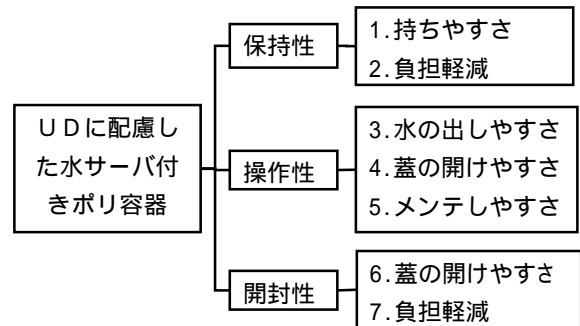 ＵＤに配慮し
た水サーバ付
きポリ容器
保持性
1.持ちやすさ
2.負担軽減
操作性
3.水の出しやすさ
4.蓋の開けやすさ
5.メンテしやすさ
開封性
6.蓋の開けやすさ
7.負担軽減